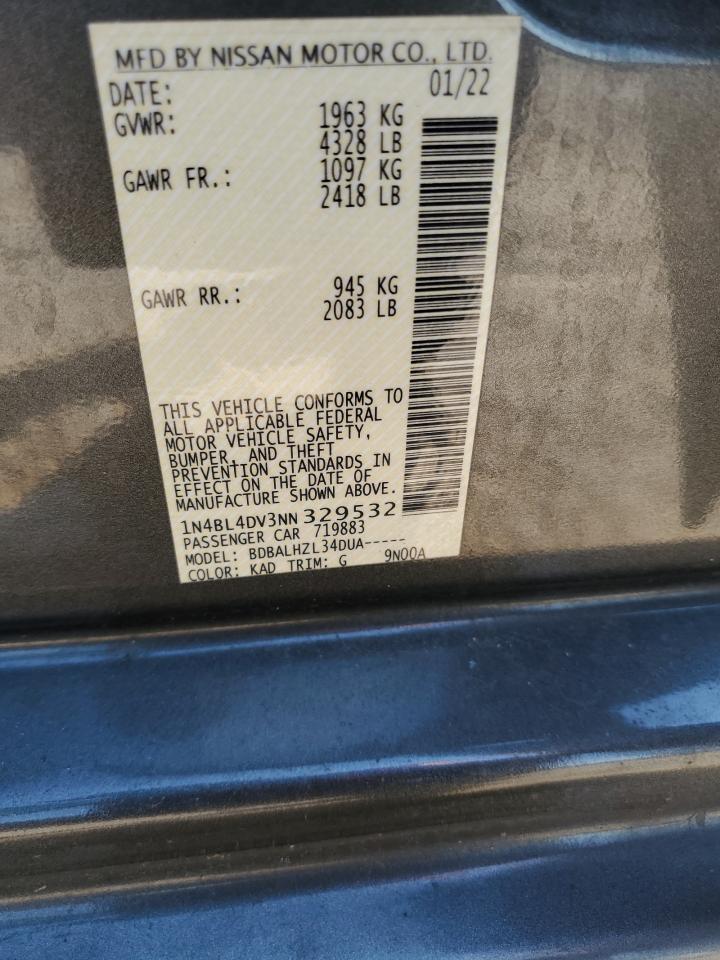 MFD BY NISSAN MOTOR CO., LTD.
DATE: 01/22
GVWR: 1963 KG
4328 LB
GAWR FR.: 1097 KG
2418 LB
GAWR RR.: 945 KG
2083 LB
THIS VEHICLE CONFORMS TO
ALL APPLICABLE FEDERAL
MOTOR VEHICLE SAFETY,
BUMPER, AND THEFT
PREVENTION STANDARDS IN
EFFECT ON THE DATE OF
MANUFACTURE SHOWN ABOVE.
1N4BL4DV3NN 329532
PASSENGER CAR 719883
MODEL: BDBALHZL34DUA-----
COLOR: KAD TRIM: G 9N00A